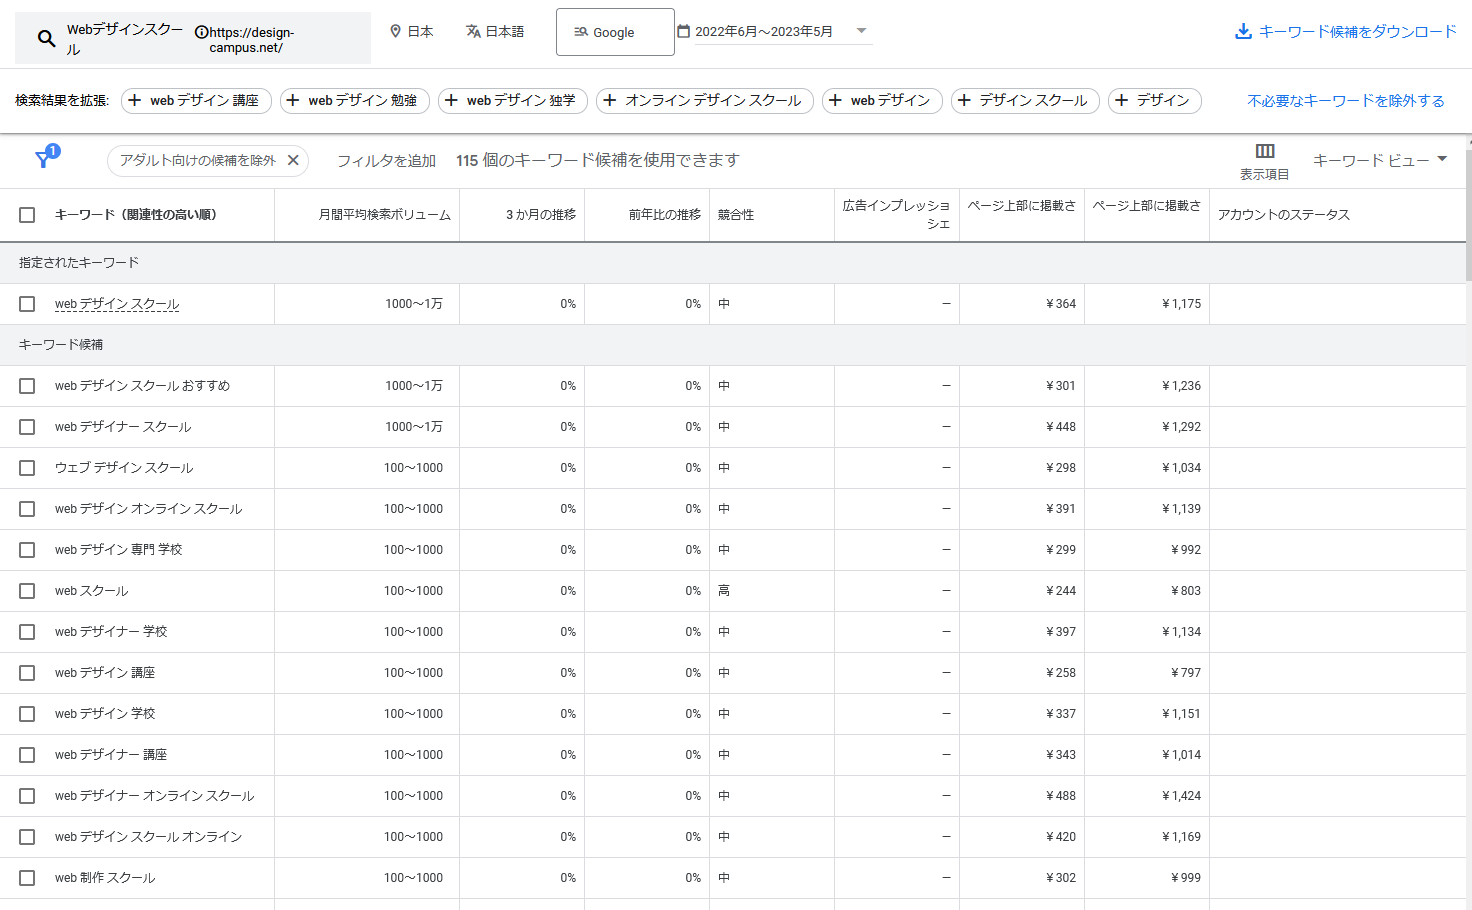 Webデザインスクー
ル
https://design-
campus.net/
日本
日本語
Google
2022年6月～2023年5月
キーワード候補をダウンロード
検索結果を拡張:
web デザイン 講座
web デザイン 勉強
web デザイン 独学
オンライン デザイン スクール
web デザイン
デザイン スクール
デザイン
不必要なキーワードを除外する
1
アダルト向けの候補を除外
フィルタを追加
115 個のキーワード候補を使用できます
表示項目
キーワード ビュー
キーワード（関連性の高い順） 月間平均検索ボリューム 3 か月の推移 前年比の推移 競合性 広告インプレッショ ページ上部に掲載さ ページ上部に掲載さ アカウントのステータス
シェ
指定されたキーワード
web デザイン スクール 1000～1万 0% 0% 中 – ￥364 ￥1,175
キーワード候補
web デザイン スクール おすすめ 1000～1万 0% 0% 中 – ￥301 ￥1,236
web デザイナー スクール 1000～1万 0% 0% 中 – ￥448 ￥1,292
ウェブ デザイン スクール 100～1000 0% 0% 中 – ￥298 ￥1,034
web デザイン オンライン スクール 100～1000 0% 0% 中 – ￥391 ￥1,139
web デザイン 専門 学校 100～1000 0% 0% 中 – ￥299 ￥992
web スクール 100～1000 0% 0% 高 – ￥244 ￥803
web デザイナー 学校 100～1000 0% 0% 中 – ￥397 ￥1,134
web デザイン 講座 100～1000 0% 0% 中 – ￥258 ￥797
web デザイン 学校 100～1000 0% 0% 中 – ￥337 ￥1,151
web デザイナー 講座 100～1000 0% 0% 中 – ￥343 ￥1,014
web デザイナー オンライン スクール 100～1000 0% 0% 中 – ￥488 ￥1,424
web デザイン スクール オンライン 100～1000 0% 0% 中 – ￥420 ￥1,169
web 制作 スクール 100～1000 0% 0% 中 – ￥302 ￥999